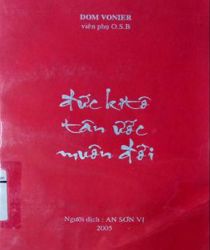 DOM VONIER
viện phụ O.S.B
đức kitô
tân ước
muôn đời
Người dịch : AN SƠN VỊ
2005